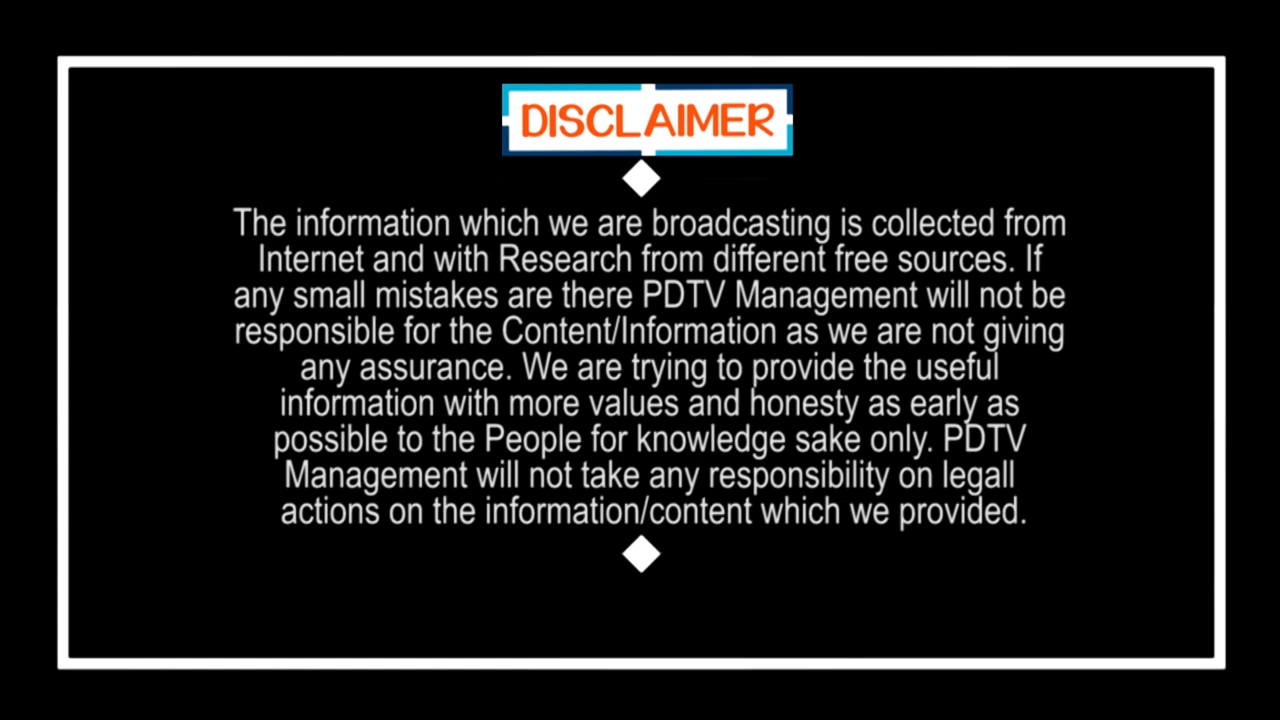 DISCLAIMER
The information which we are broadcasting is collected from
Internet and with Research from different free sources. If
any small mistakes are there PDTV Management will not be
responsible for the Content/Information as we are not giving
any assurance. We are trying to provide the useful
information with more values and honesty as early as
possible to the People for knowledge sake only. PDTV
Management will not take any responsibility on legall
actions on the information/content which we provided.